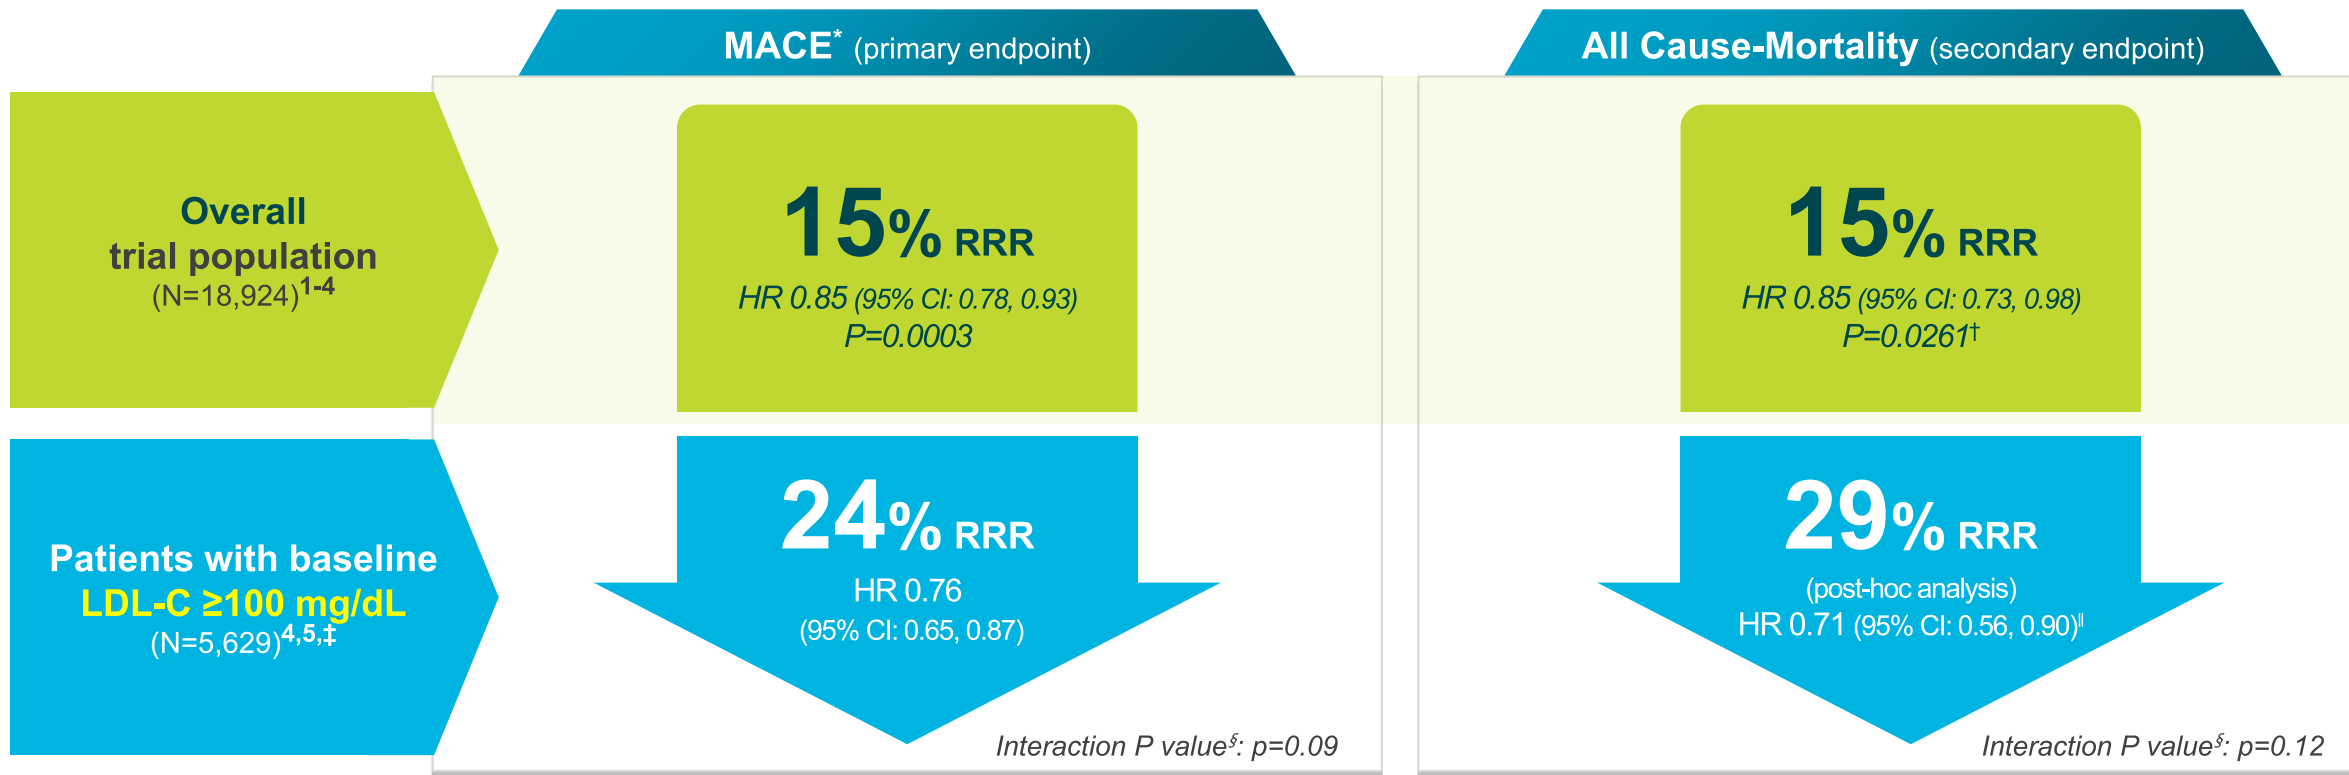 MACE* (primary endpoint)
All Cause-Mortality (secondary endpoint)
Overall
trial population
(N=18,924)1-4
15% RRR
HR 0.85 (95% CI: 0.78, 0.93)
P=0.0003
15% RRR
HR 0.85 (95% CI: 0.73, 0.98)
P=0.0261†
Patients with baseline
LDL-C ≥100 mg/dL
(N=5,629)4,5,‡
24% RRR
HR 0.76
(95% CI: 0.65, 0.87)
Interaction P value§: p=0.09
29% RRR
(post-hoc analysis)
HR 0.71 (95% CI: 0.56, 0.90)||
Interaction P value§: p=0.12